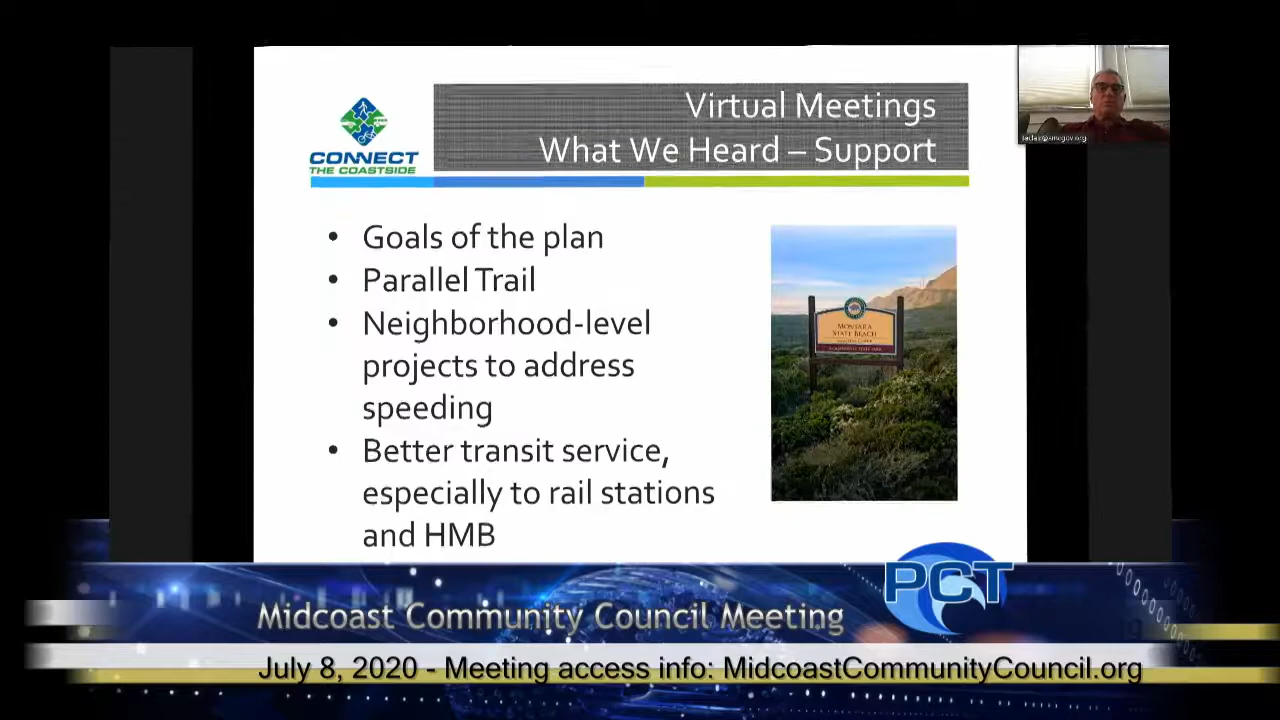 Virtual Meetings
What We Heard – Support
CONNECT
THE COASTSIDE
• Goals of the plan
• Parallel Trail
• Neighborhood-level
projects to address
speeding
• Better transit service,
especially to rail stations
and HMB
MONTARA
STATE BEACH
PCT
Midcoast Community Council Meeting
July 8, 2020 - Meeting access info: MidcoastCommunityCouncil.org